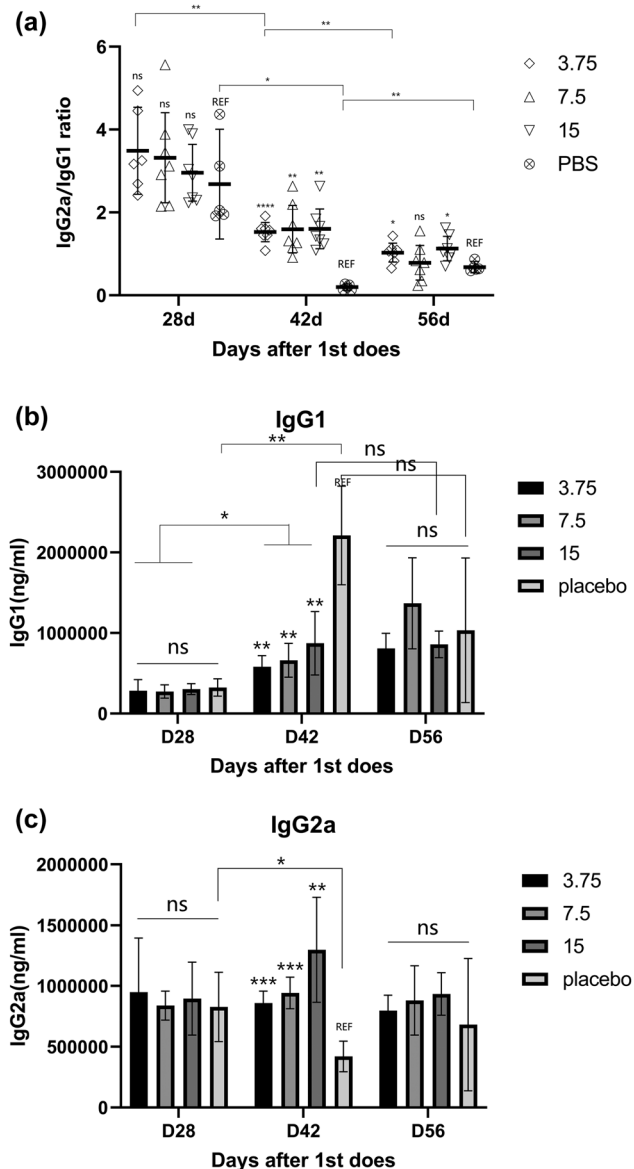 (a)
**
**
*
**
IgG2a/IgG1 ratio
6
4
2
0
ns
ns
ns
REF
****
**
**
REF
*
ns
*
REF
28d
42d
56d
Days after 1st does
3.75
7.5
15
PBS
(b)
IgG1
IgG1(ng/ml)
3000000
2000000
1000000
0
**
ns
ns
*
REF
ns
ns
**
**
**
D28
D42
D56
Days after 1st does
3.75
7.5
15
placebo
(c)
IgG2a
IgG2a(ng/ml)
2000000
1500000
1000000
500000
0
*
ns
***
***
**
REF
ns
D28
D42
D56
Days after 1st does
3.75
7.5
15
placebo